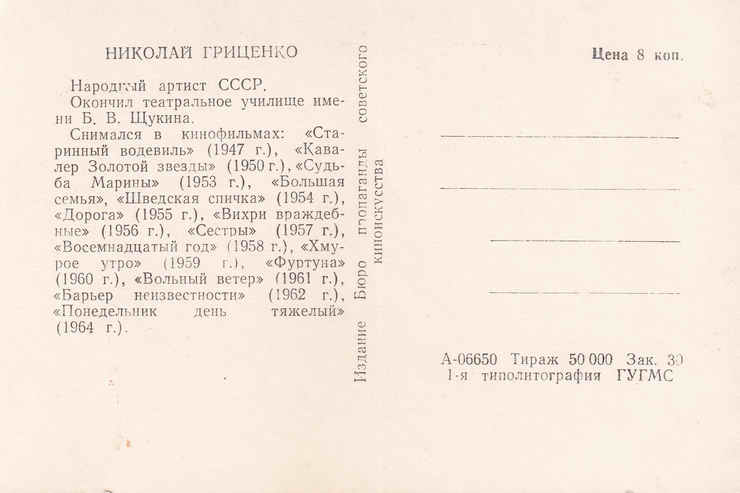 НИКОЛАЙ ГРИЦЕНКО
Народный артист СССР.
Окончил театральное училище име-
ни Б. В. Щукина.
Снимался в кинофильмах: «Ста-
ринный водевиль» (1947 г.), «Кава-
лер Золотой звезды» (1950 г.), «Судь-
ба Марины» (1953 г.), «Большая
семья», «Шведская спичка» (1954 г.),
«Дорога» (1955 г.), «Вихри враждеб-
ные» (1956 г.), «Сестры» (1957 г.),
«Восемнадцатый год» (1958 г.), «Хму-
рое утро» (1959 г.), «Фуртуна»
(1960 г.), «Вольный ветер» (1961 г.),
«Барьер неизвестности» (1962 г.),
«Понедельник день тяжелый»
(1964 г.).
Издание Бюро пропаганды советского
киноискусства
Цена 8 коп.
А-06650 Тираж 50 000 Зак. 30
1-я типолитография ГУГМС